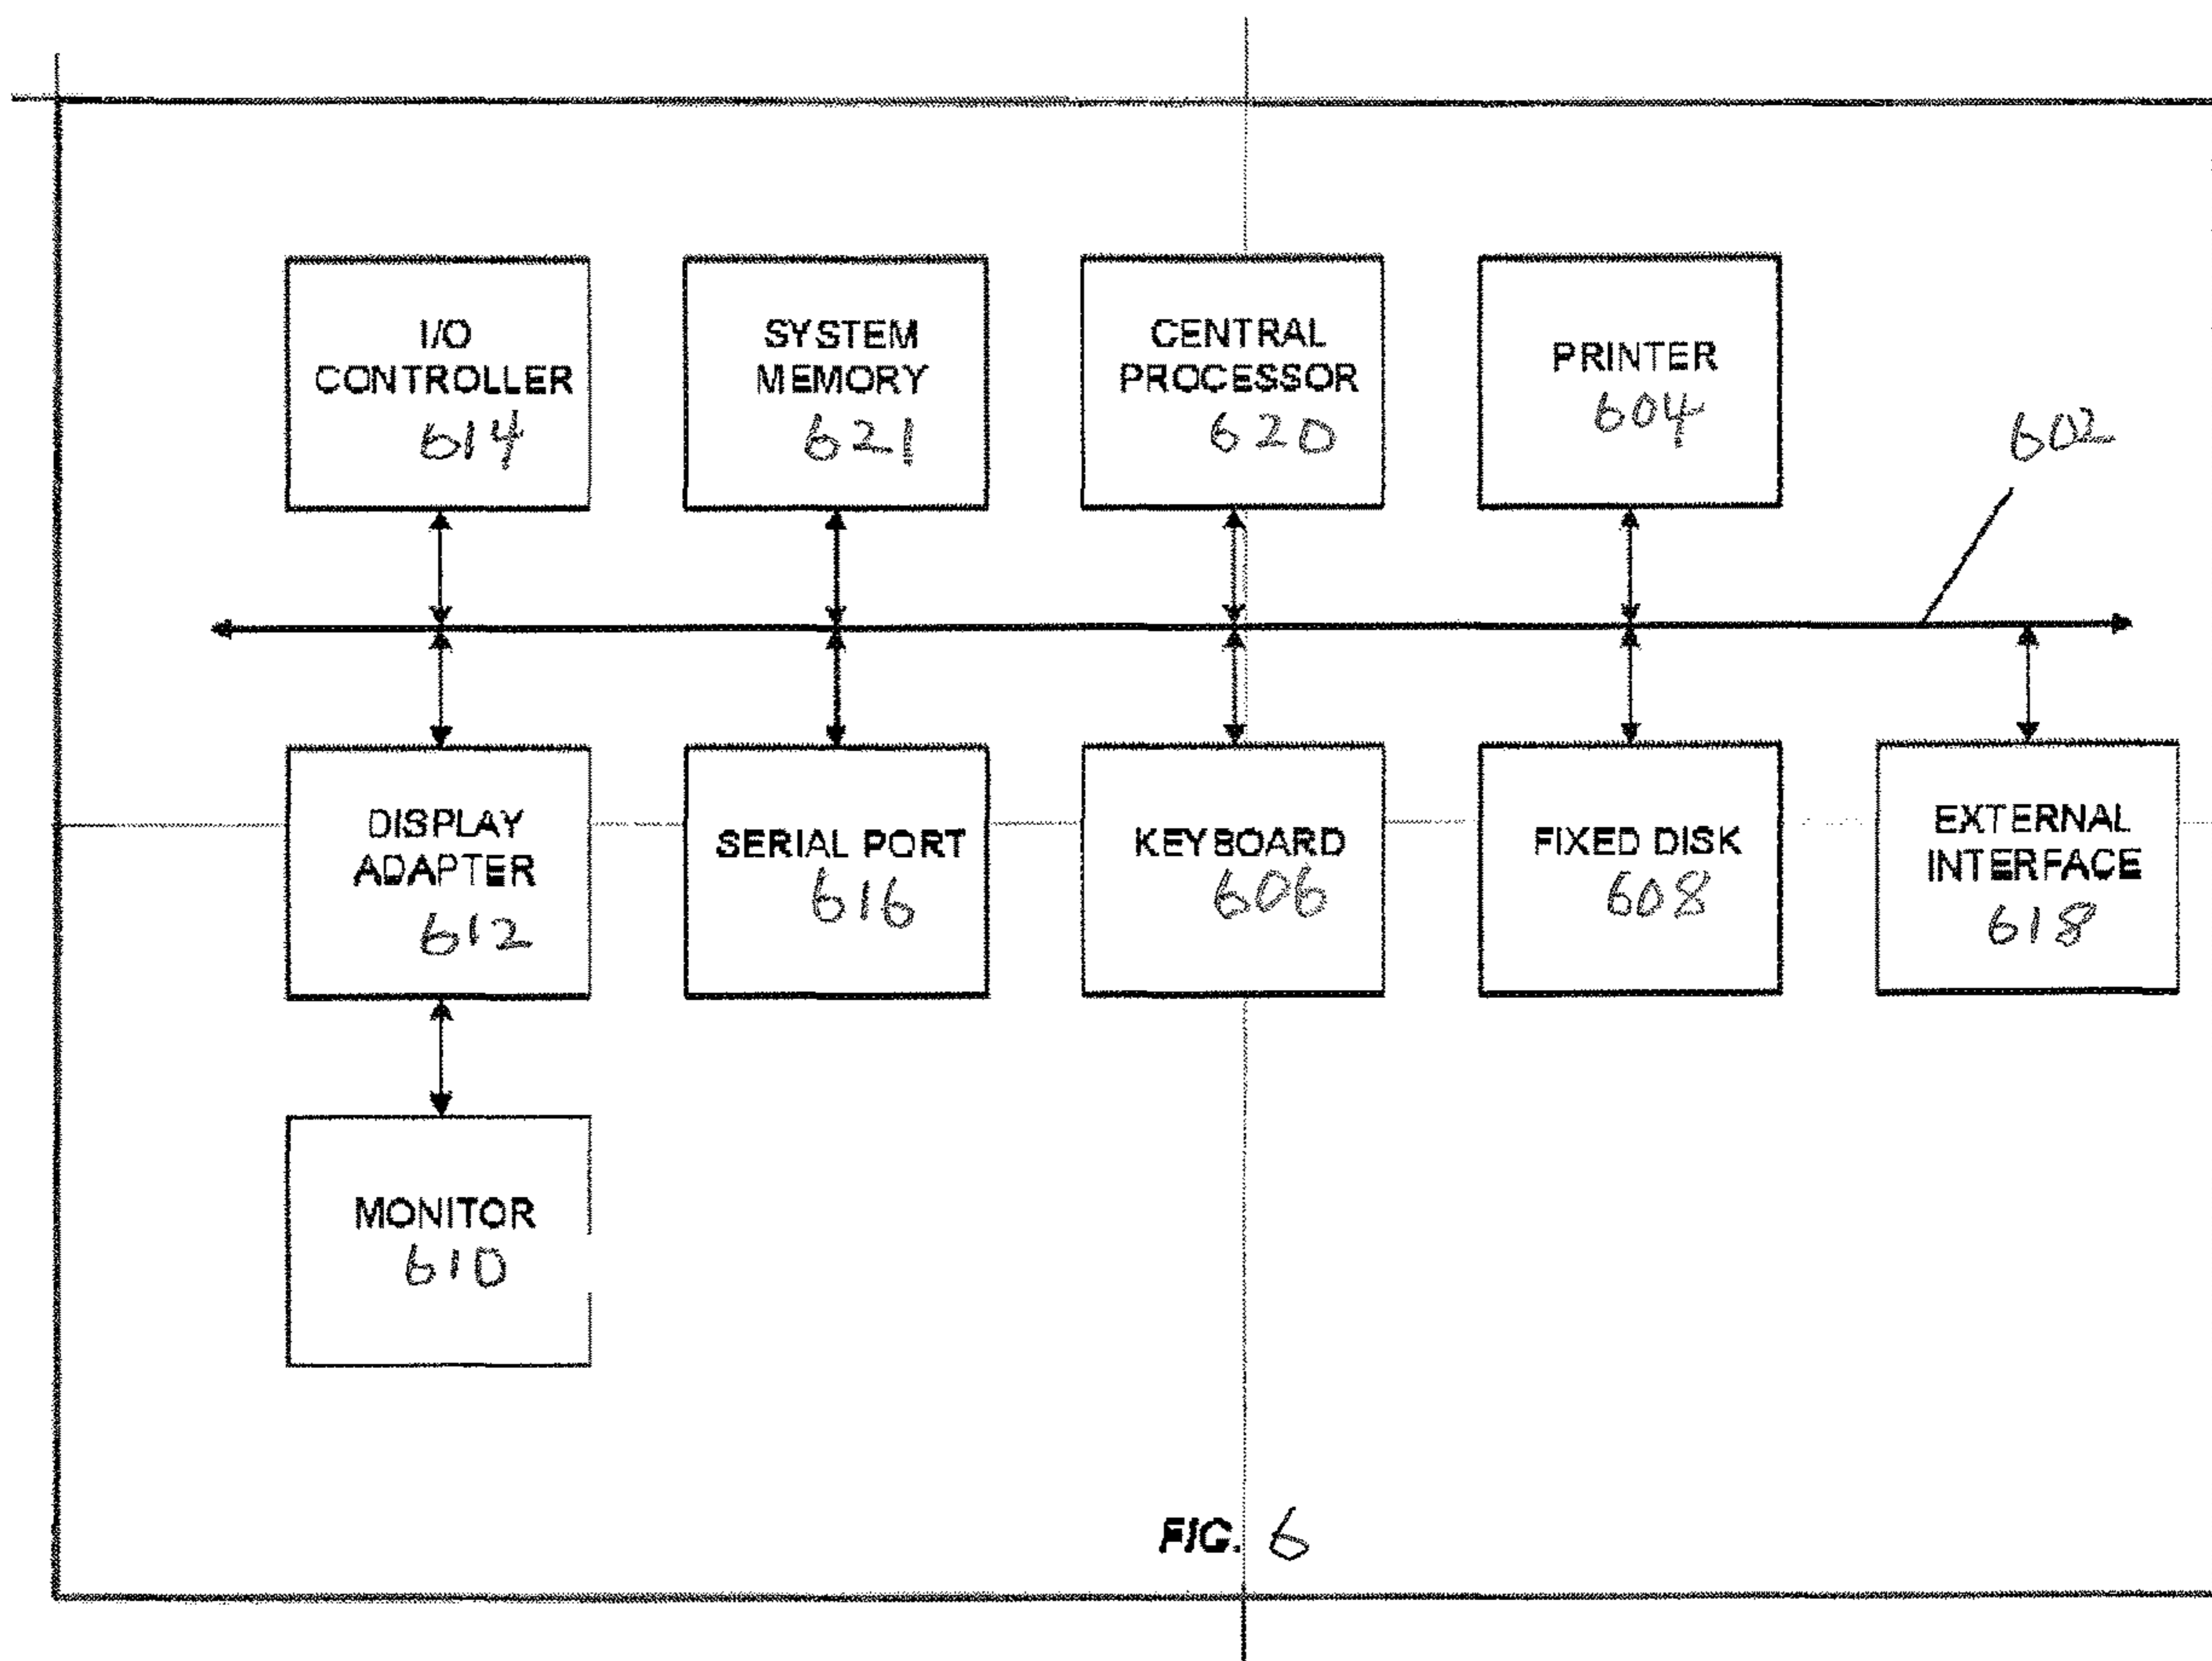 I/O
CONTROLLER
614
SYSTEM
MEMORY
621
CENTRAL
PROCESSOR
620
PRINTER
604
602
DISPLAY
ADAPTER
612
SERIAL PORT
616
KEYBOARD
606
FIXED DISK
608
EXTERNAL
INTERFACE
618
MONITOR
610
FIG. 6